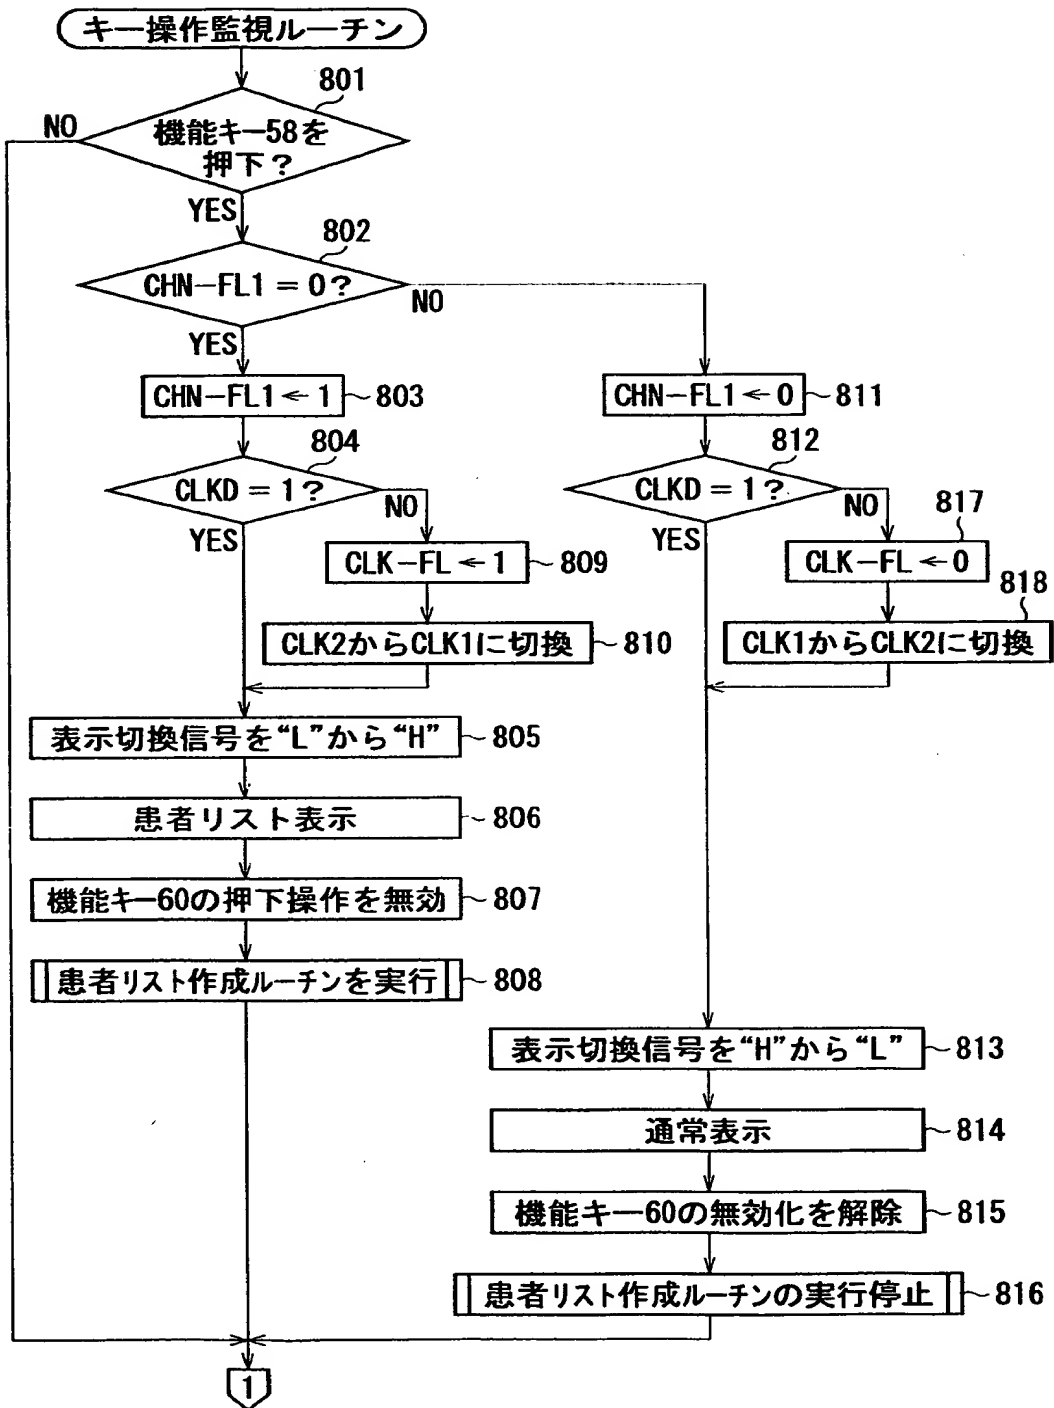 キー操作監視ルーチン
801
機能キー58を
押下？
NO
YES
802
CHN-FL1 = 0？
NO
YES
CHN-FL1 ← 1
803
CHN-FL1 ← 0
811
804
CLKD = 1？
NO
YES
812
CLKD = 1？
NO
YES
817
CLK-FL ← 1
809
CLK-FL ← 0
818
CLK2からCLK1に切換
810
CLK1からCLK2に切換
表示切換信号を“L”から“H”
805
患者リスト表示
806
機能キー60の押下操作を無効
807
患者リスト作成ルーチンを実行
808
表示切換信号を“H”から“L”
813
通常表示
814
機能キー60の無効化を解除
815
患者リスト作成ルーチンの実行停止
816
1